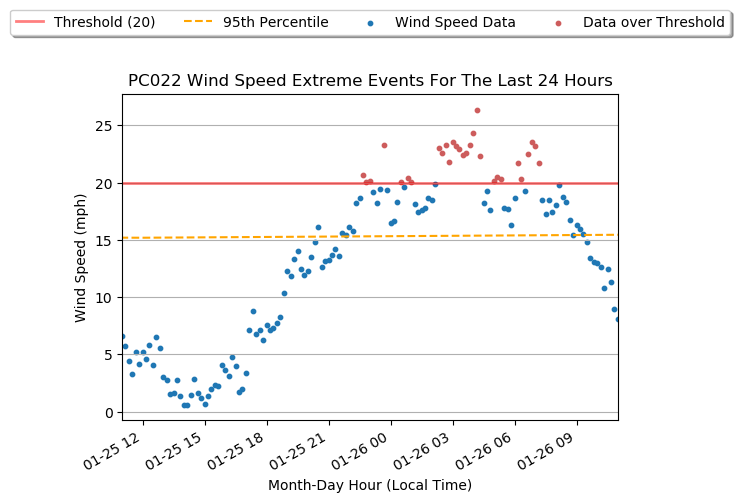 Threshold (20) 95th Percentile Wind Speed Data Data over Threshold
PC022 Wind Speed Extreme Events For The Last 24 Hours
25
20
15
10
5
0
Wind Speed (mph)
01-25 12 01-25 15 01-25 18 01-25 21 01-26 00 01-26 03 01-26 06 01-26 09
Month-Day Hour (Local Time)